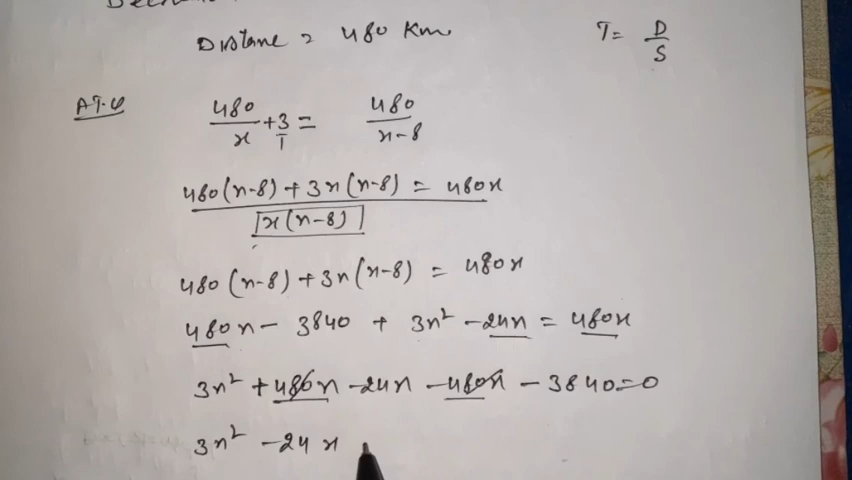 Distance = 480 Km
T = D/S
A.T.Q
480/x + 3/1 = 480/x-8
480(x-8) + 3x(x-8) = 480x
x(x-8)
480(x-8) + 3x(x-8) = 480x
480x - 3840 + 3x² - 24x = 480x
3x² + 480x - 24x - 480x - 3840 = 0
3x² - 24x